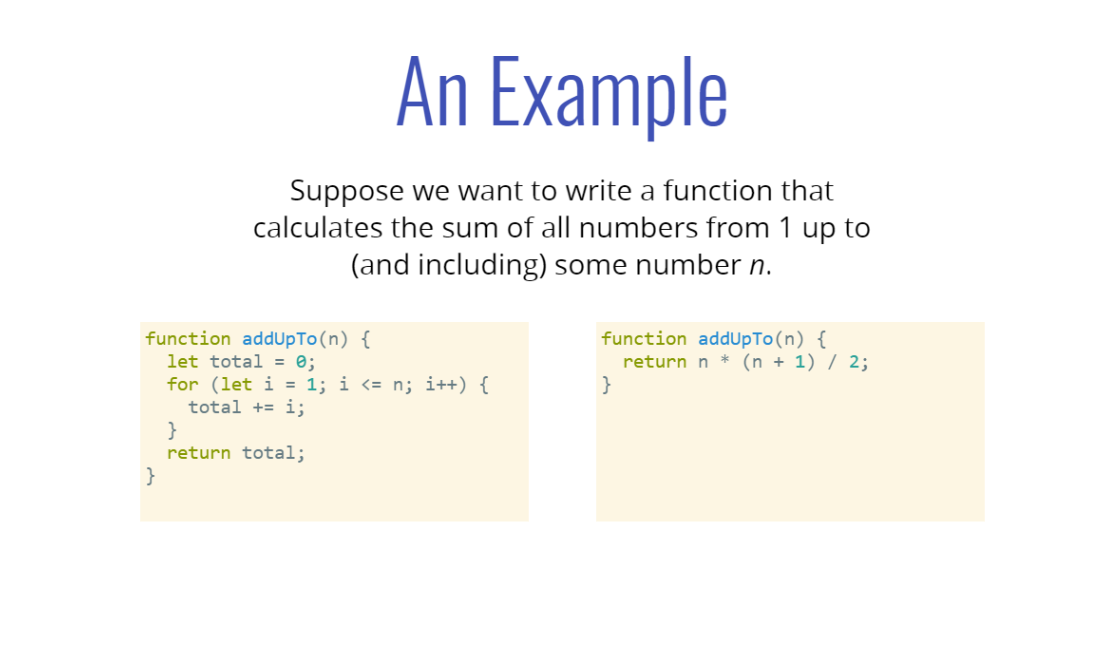 An Example
Suppose we want to write a function that
calculates the sum of all numbers from 1 up to
(and including) some number n.
function addUpTo(n) {
  let total = 0;
  for (let i = 1; i <= n; i++) {
    total += i;
  }
  return total;
}
function addUpTo(n) {
  return n * (n + 1) / 2;
}